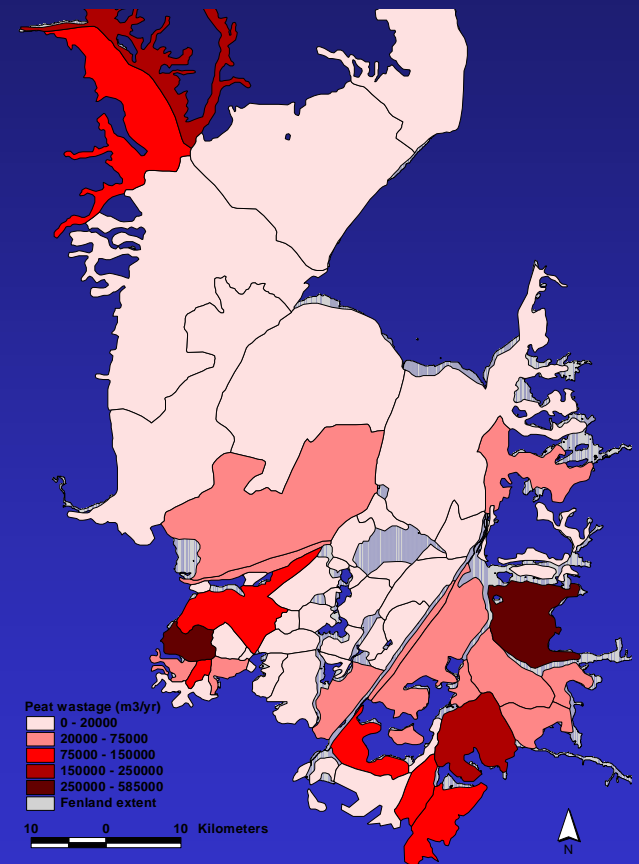 Peat wastage (m3/yr)
0 - 20000
20000 - 75000
75000 - 150000
150000 - 250000
250000 - 585000
Fenland extent
10 0 10 Kilometers
N